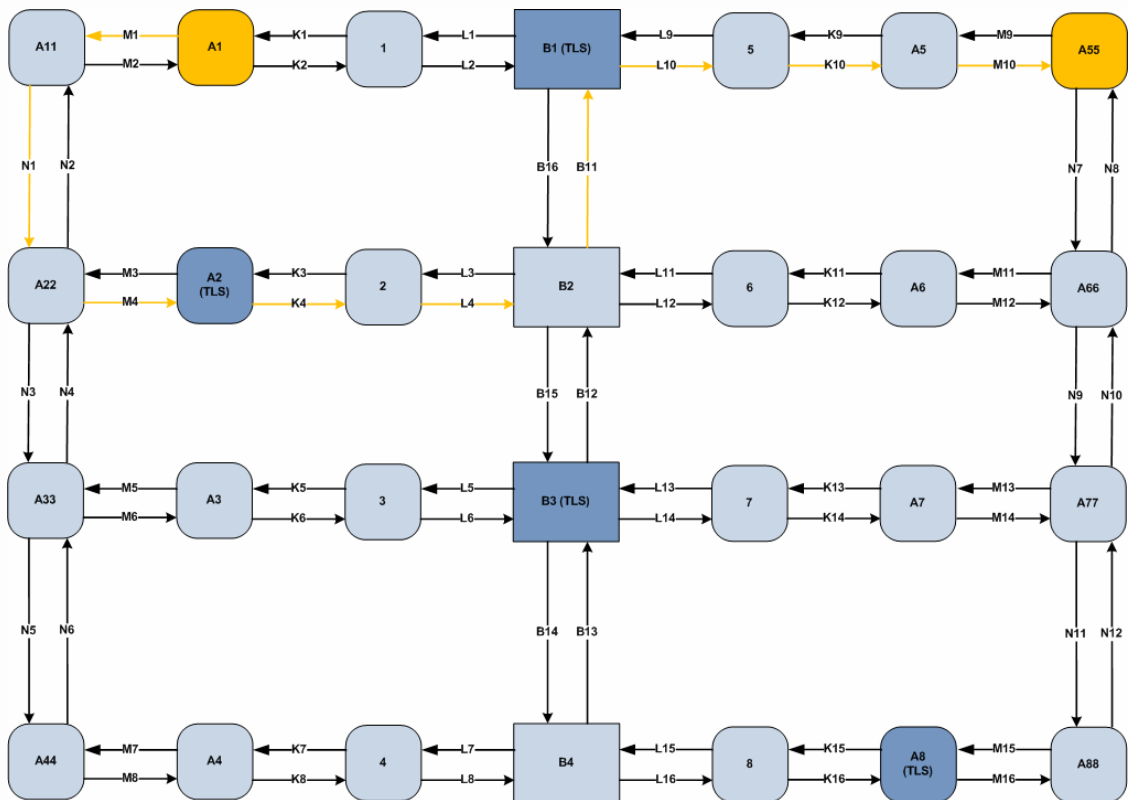 A11
M1
M2
A1
K1
K2
1
L1
L2
B1 (TLS)
L9
L10
5
K9
K10
A5
M9
M10
A55
N1
N2
B16
B11
N7
N8
A22
M3
M4
A2
(TLS)
K3
K4
2
L3
L4
B2
L11
L12
6
K11
K12
A6
M11
M12
A66
N3
N4
B15
B12
N9
N10
A33
M5
M6
A3
K5
K6
3
L5
L6
B3 (TLS)
L13
L14
7
K13
K14
A7
M13
M14
A77
N5
N6
B14
B13
N11
N12
A44
M7
M8
A4
K7
K8
4
L7
L8
B4
L15
L16
8
K15
K16
A8
(TLS)
M15
M16
A88